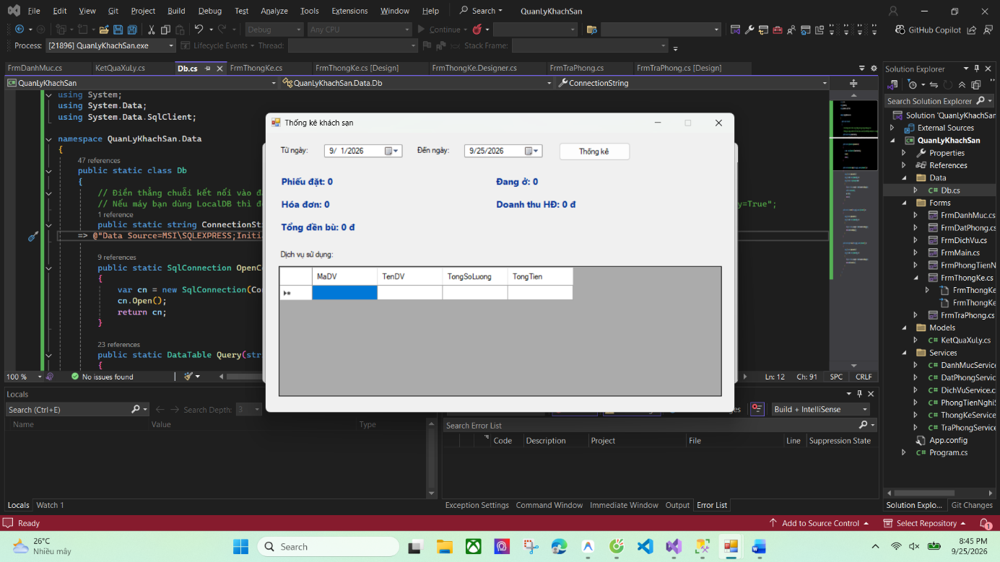 File Edit View Git Project Build Debug Test Analyze Tools Extensions Window Help Search QuanLyKhachSan
Debug Any CPU Continue GitHub Copilot
Process: [21896] QuanLyKhachSan.exe Lifecycle Events Thread: Stack Frame:
FrmDanhMuc.cs KetQuaXuLy.cs Db.cs FrmThongKe.cs FrmThongKe.cs [Design] FrmThongKe.Designer.cs FrmTraPhong.cs FrmTraPhong.cs [Design]
QuanLyKhachSan QuanLyKhachSan.Data.Db ConnectionString
using System;
using System.Data;
using System.Data.SqlClient;
namespace QuanLyKhachSan.Data
{
47 references
public static class Db
{
// Điền thẳng chuỗi kết nối vào
// Nếu máy bạn dùng LocalDB thì
y=True";
1 reference
public static string ConnectionSt
=> @"Data Source=MSI\SQLEXPRESS;Initi
9 references
public static SqlConnection OpenC
{
var cn = new SqlConnection(Co
cn.Open();
return cn;
}
23 references
public static DataTable Query(str
{
100 % No issues found Ln: 12 Ch: 91 SPC CRLF
Thống kê khách sạn
Từ ngày: 9/ 1/2026 Đến ngày: 9/25/2026 Thống kê
Phiếu đặt: 0 Đang ở: 0
Hóa đơn: 0 Doanh thu HĐ: 0 đ
Tổng đền bù: 0 đ
Dịch vụ sử dụng:
MaDV TenDV TongSoLuong TongTien
Solution Explorer
Search Solution Explorer
Solution 'QuanLyKhachSan
External Sources
QuanLyKhachSan
Properties
References
Data
Db.cs
Forms
FrmDanhMuc.cs
FrmDatPhong.cs
FrmDichVu.cs
FrmMain.cs
FrmPhongTienN
FrmThongKe.cs
FrmThongKe
FrmThongKe
FrmTraPhong.cs
Models
KetQuaXuLy.cs
Services
DanhMucService
DatPhongServic
DichVuService.c
PhongTienNghiS
ThongKeService
TraPhongService
App.config
Program.cs
Solution Explo... Git Changes
Locals
Search (Ctrl+E) Search Depth: 3
Name Value Type
Locals Watch 1
Build + IntelliSense
Search Error List
Code Description Project File Line Suppression State
Exception Settings Command Window Immediate Window Output Error List
Ready Add to Source Control Select Repository 1
26°C
Nhiều mây
Search
8:45 PM
9/25/2026